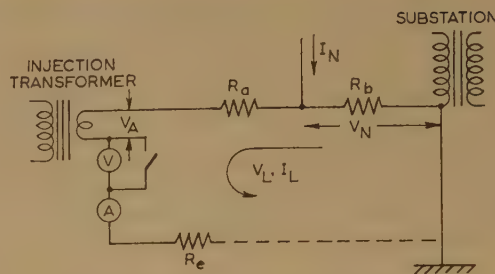 SUBSTATION
INJECTION
TRANSFORMER
I_N
R_a
R_b
V_A
V_N
V
V_L, I_L
A
R_e